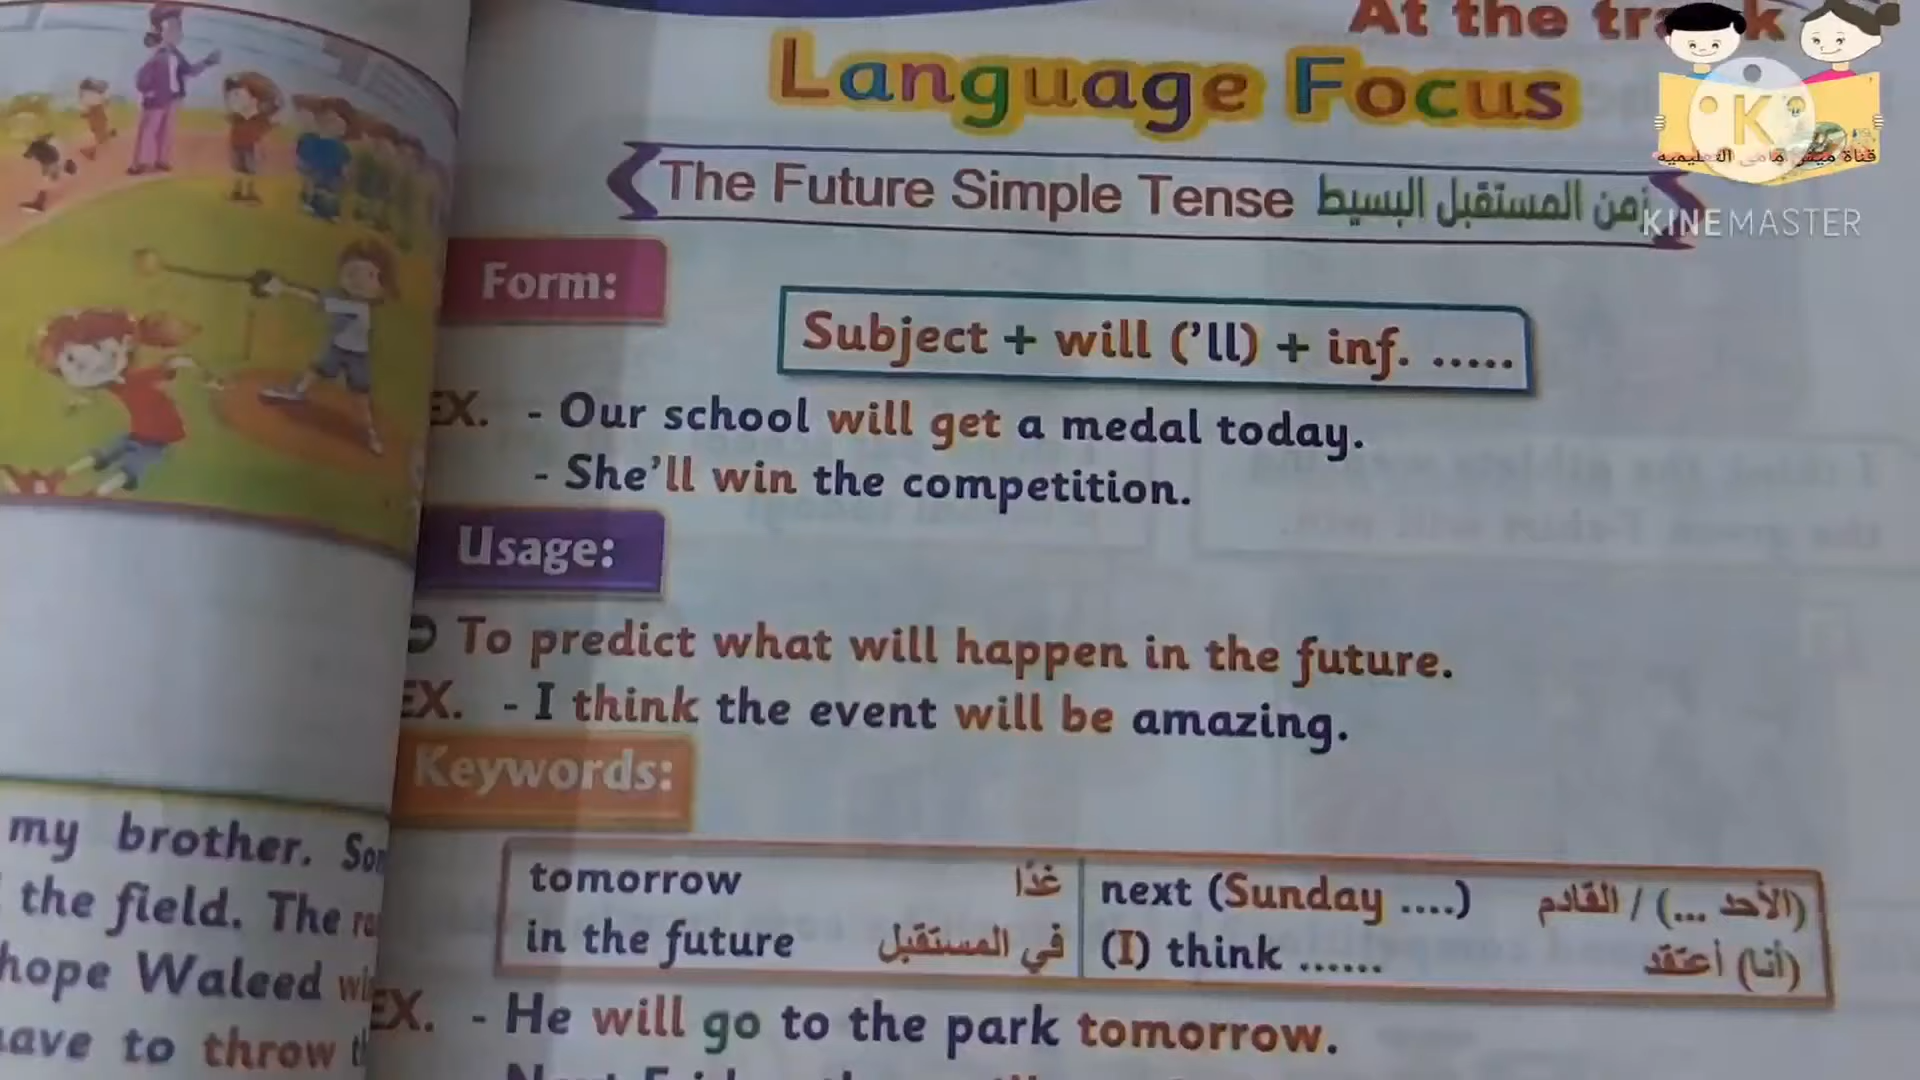 At the track
Language Focus
The Future Simple Tense زمن المستقبل البسيط
KINEMASTER
Form:
Subject + will ('ll) + inf. .....
EX. - Our school will get a medal today.
- She'll win the competition.
Usage:
To predict what will happen in the future.
EX. - I think the event will be amazing.
Keywords:
tomorrow غدًا
in the future في المستقبل
next (Sunday ....) (الأحد ...) / القادم
(I) think ...... (أنا) أعتقد
EX. - He will go to the park tomorrow.
my brother.
the field. The
hope Waleed
have to throw